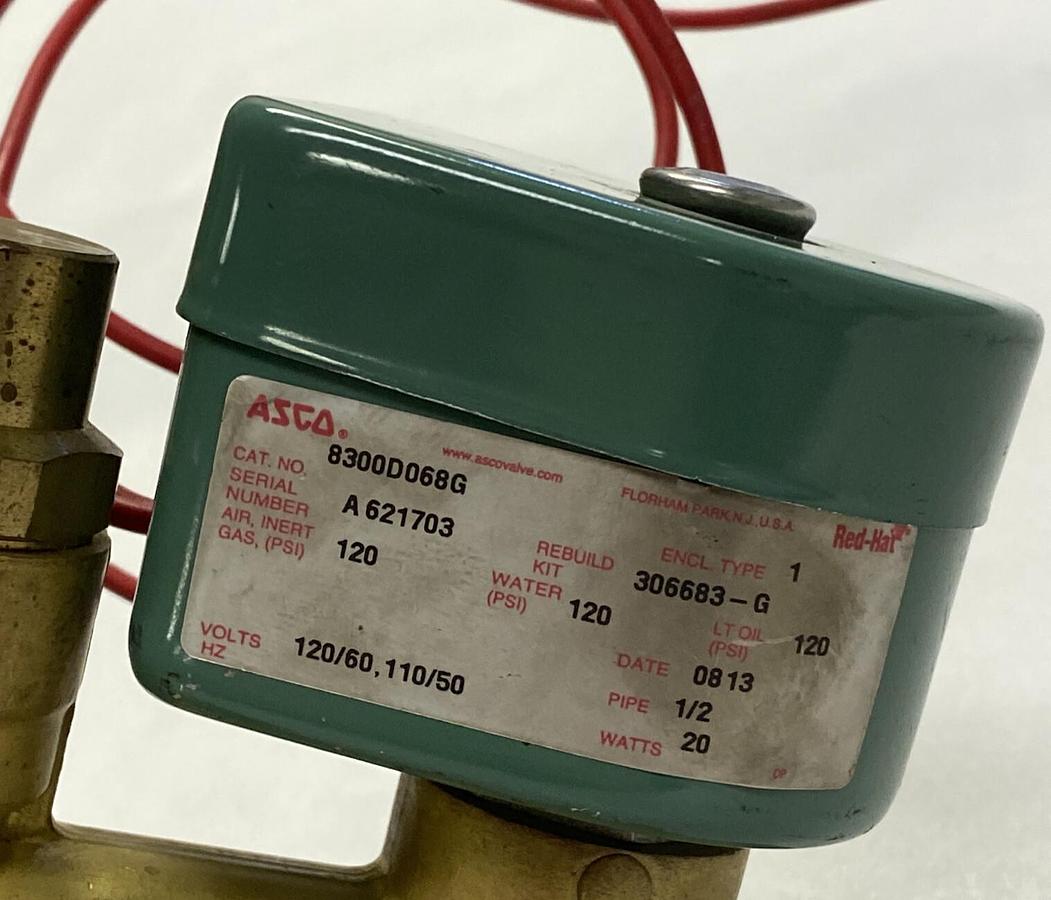 ASCO®
www.ascovalve.com
FLORHAM PARK, N.J., U.S.A.
Red-Hat
CAT. NO. 8300D068G
SERIAL NUMBER A 621703
AIR, INERT GAS, (PSI) 120
ENCL. TYPE 1
REBUILD KIT 306683-G
WATER (PSI) 120
LT OIL (PSI) 120
DATE 0813
VOLTS HZ 120/60, 110/50
PIPE 1/2
WATTS 20